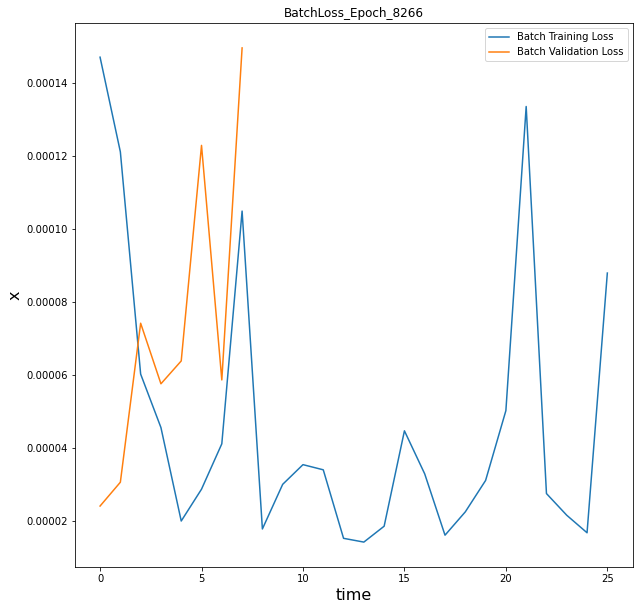 BatchLoss_Epoch_8266
Batch Training Loss
Batch Validation Loss
0.00014
0.00012
0.00010
0.00008
0.00006
0.00004
0.00002
x
0 5 10 15 20 25
time